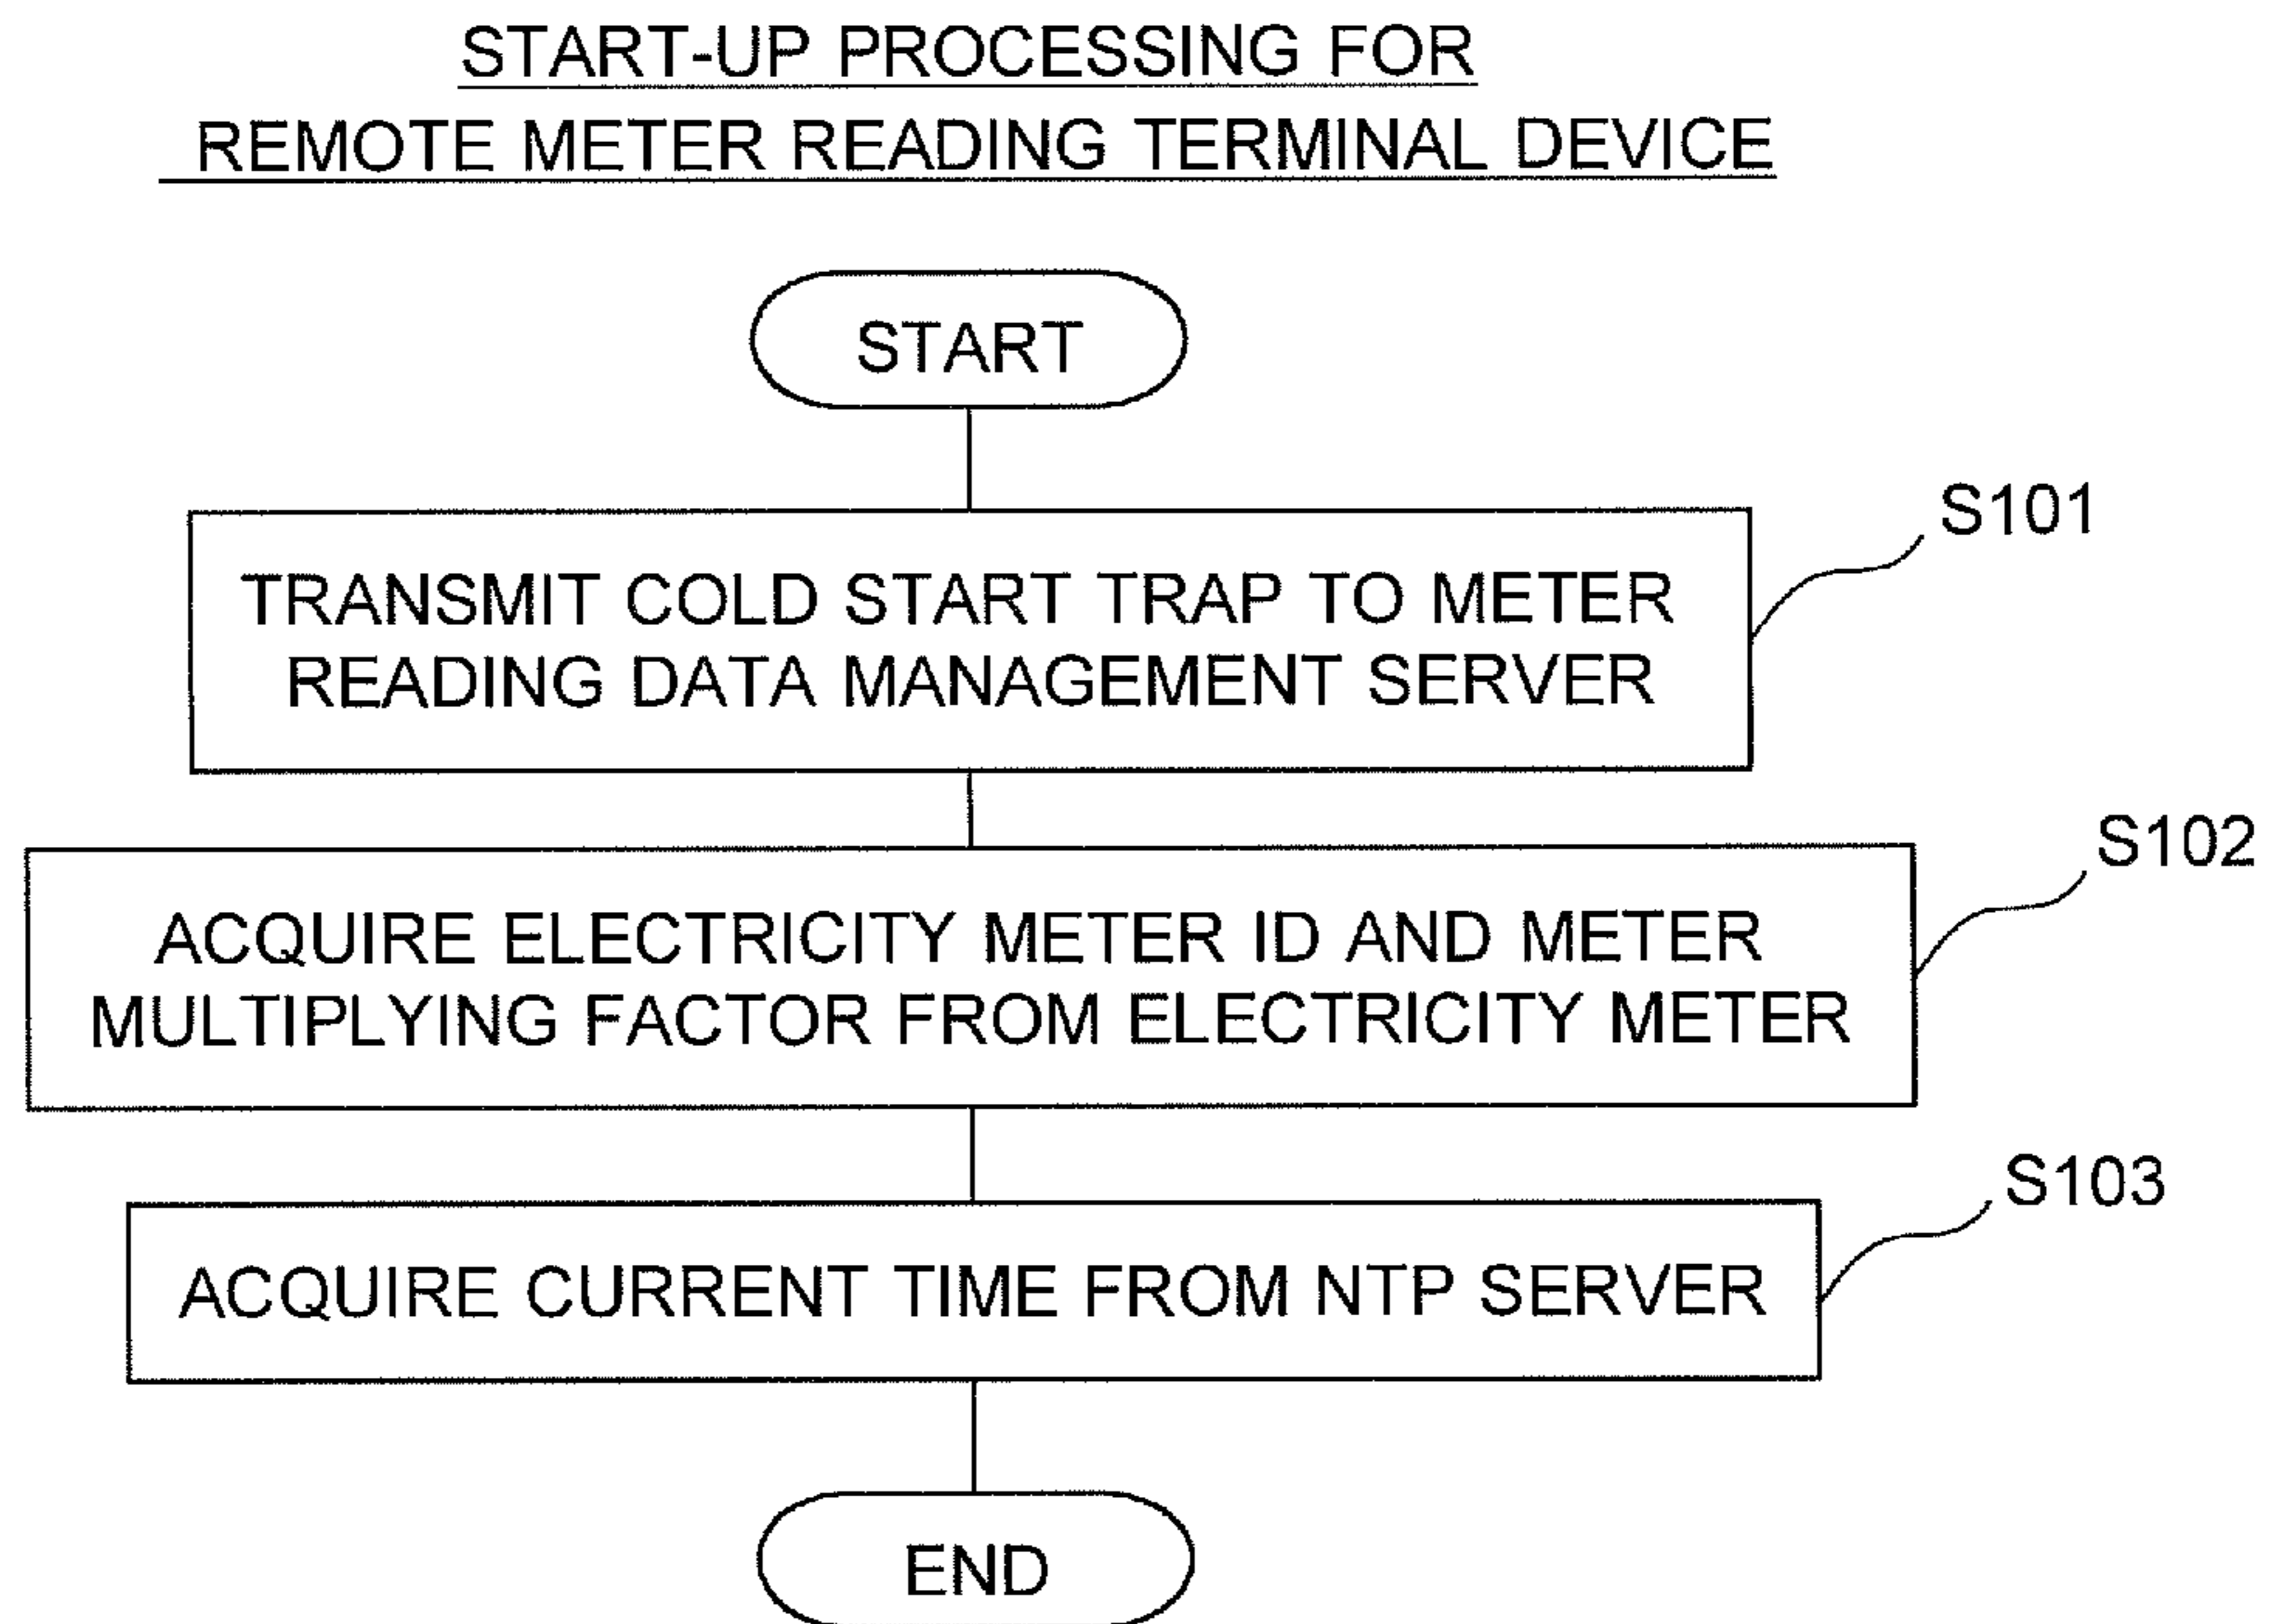 START-UP PROCESSING FOR
REMOTE METER READING TERMINAL DEVICE
START
S101
TRANSMIT COLD START TRAP TO METER
READING DATA MANAGEMENT SERVER
S102
ACQUIRE ELECTRICITY METER ID AND METER
MULTIPLYING FACTOR FROM ELECTRICITY METER
S103
ACQUIRE CURRENT TIME FROM NTP SERVER
END